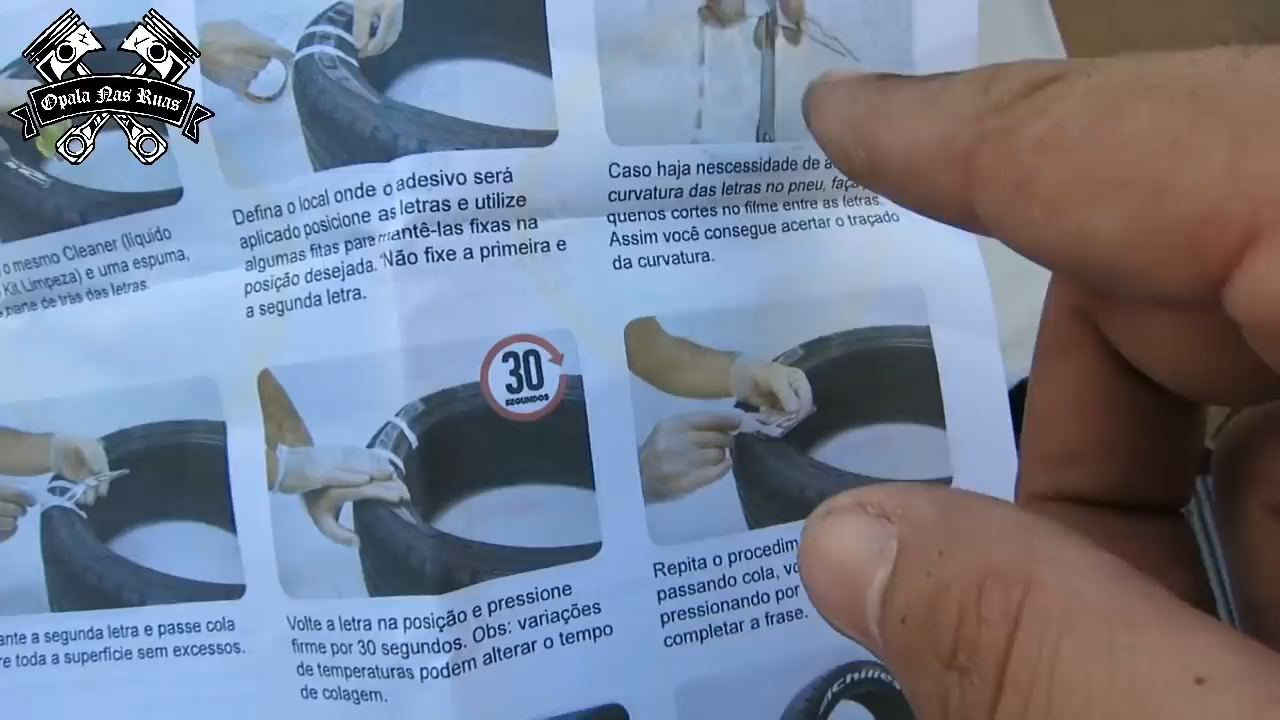 Opala Nas Ruas
o mesmo Cleaner (liquido
Kit Limpeza) e uma espuma,
parte de trás das letras.
Defina o local onde o adesivo será
aplicado posicione as letras e utilize
algumas fitas para mantê-las fixas na
posição desejada. Não fixe a primeira e
a segunda letra.
Caso haja nescessidade de
curvatura das letras no pneu,
quenos cortes no filme entre as letras.
Assim você consegue acertar o traçado
da curvatura.
30
SEGUNDOS
ante a segunda letra e passe cola
re toda a superfície sem excessos.
Volte a letra na posição e pressione
firme por 30 segundos. Obs: variações
de temperaturas podem alterar o tempo
de colagem.
Repita o procedim
passando cola,
pressionando por
completar a frase.
achilles